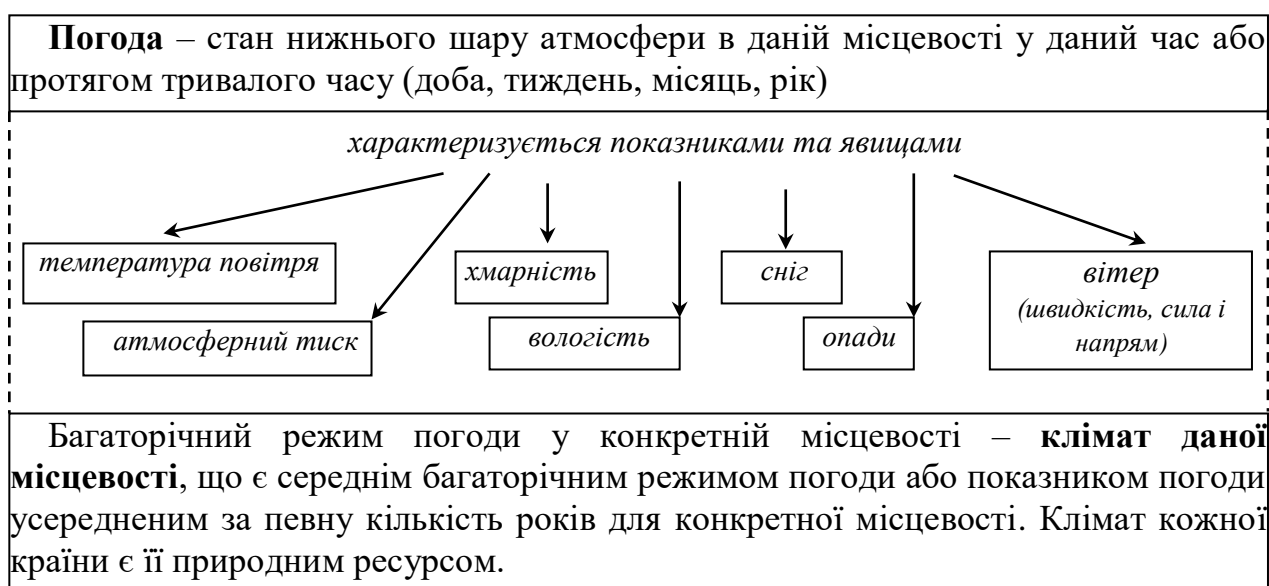 Погода – стан нижнього шару атмосфери в даній місцевості у даний час або
протягом тривалого часу (доба, тиждень, місяць, рік)
характеризується показниками та явищами
температура повітря
хмарність
сніг
вітер
(швидкість, сила і
напрям)
атмосферний тиск
вологість
опади
Багаторічний режим погоди у конкретній місцевості – клімат даної
місцевості, що є середнім багаторічним режимом погоди або показником погоди
усередненим за певну кількість років для конкретної місцевості. Клімат кожної
країни є її природним ресурсом.